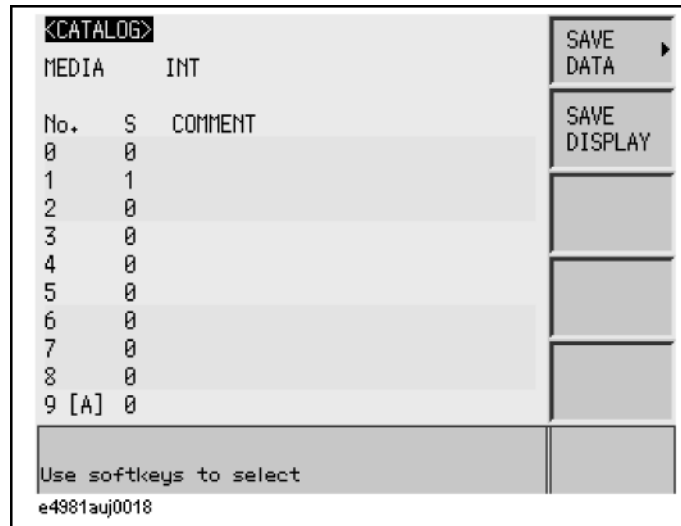 <CATALOG>
MEDIA INT
No. S COMMENT
0 0
1 1
2 0
3 0
4 0
5 0
6 0
7 0
8 0
9 [A] 0
SAVE
DATA
SAVE
DISPLAY
Use softkeys to select
e4981auj0018